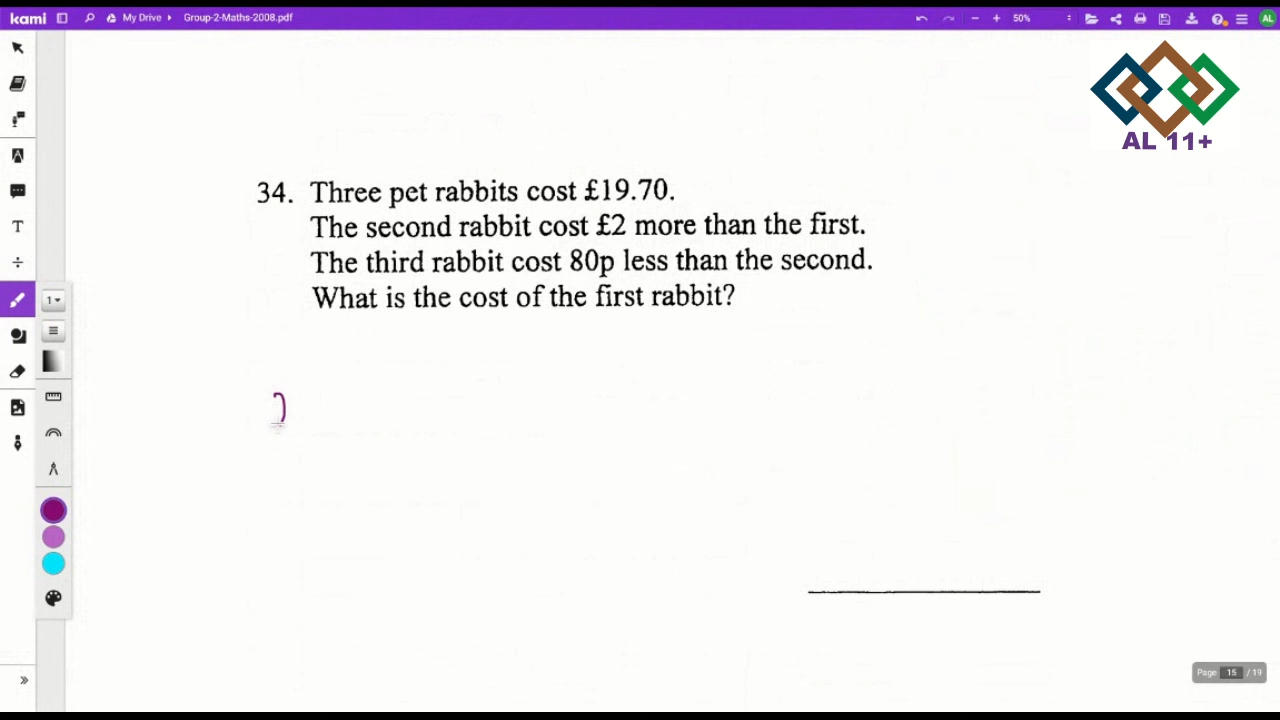 kami My Drive Group-2-Maths-2008.pdf 50% AL
AL 11+
34. Three pet rabbits cost £19.70.
The second rabbit cost £2 more than the first.
The third rabbit cost 80p less than the second.
What is the cost of the first rabbit?
T
1
Page 15 / 19